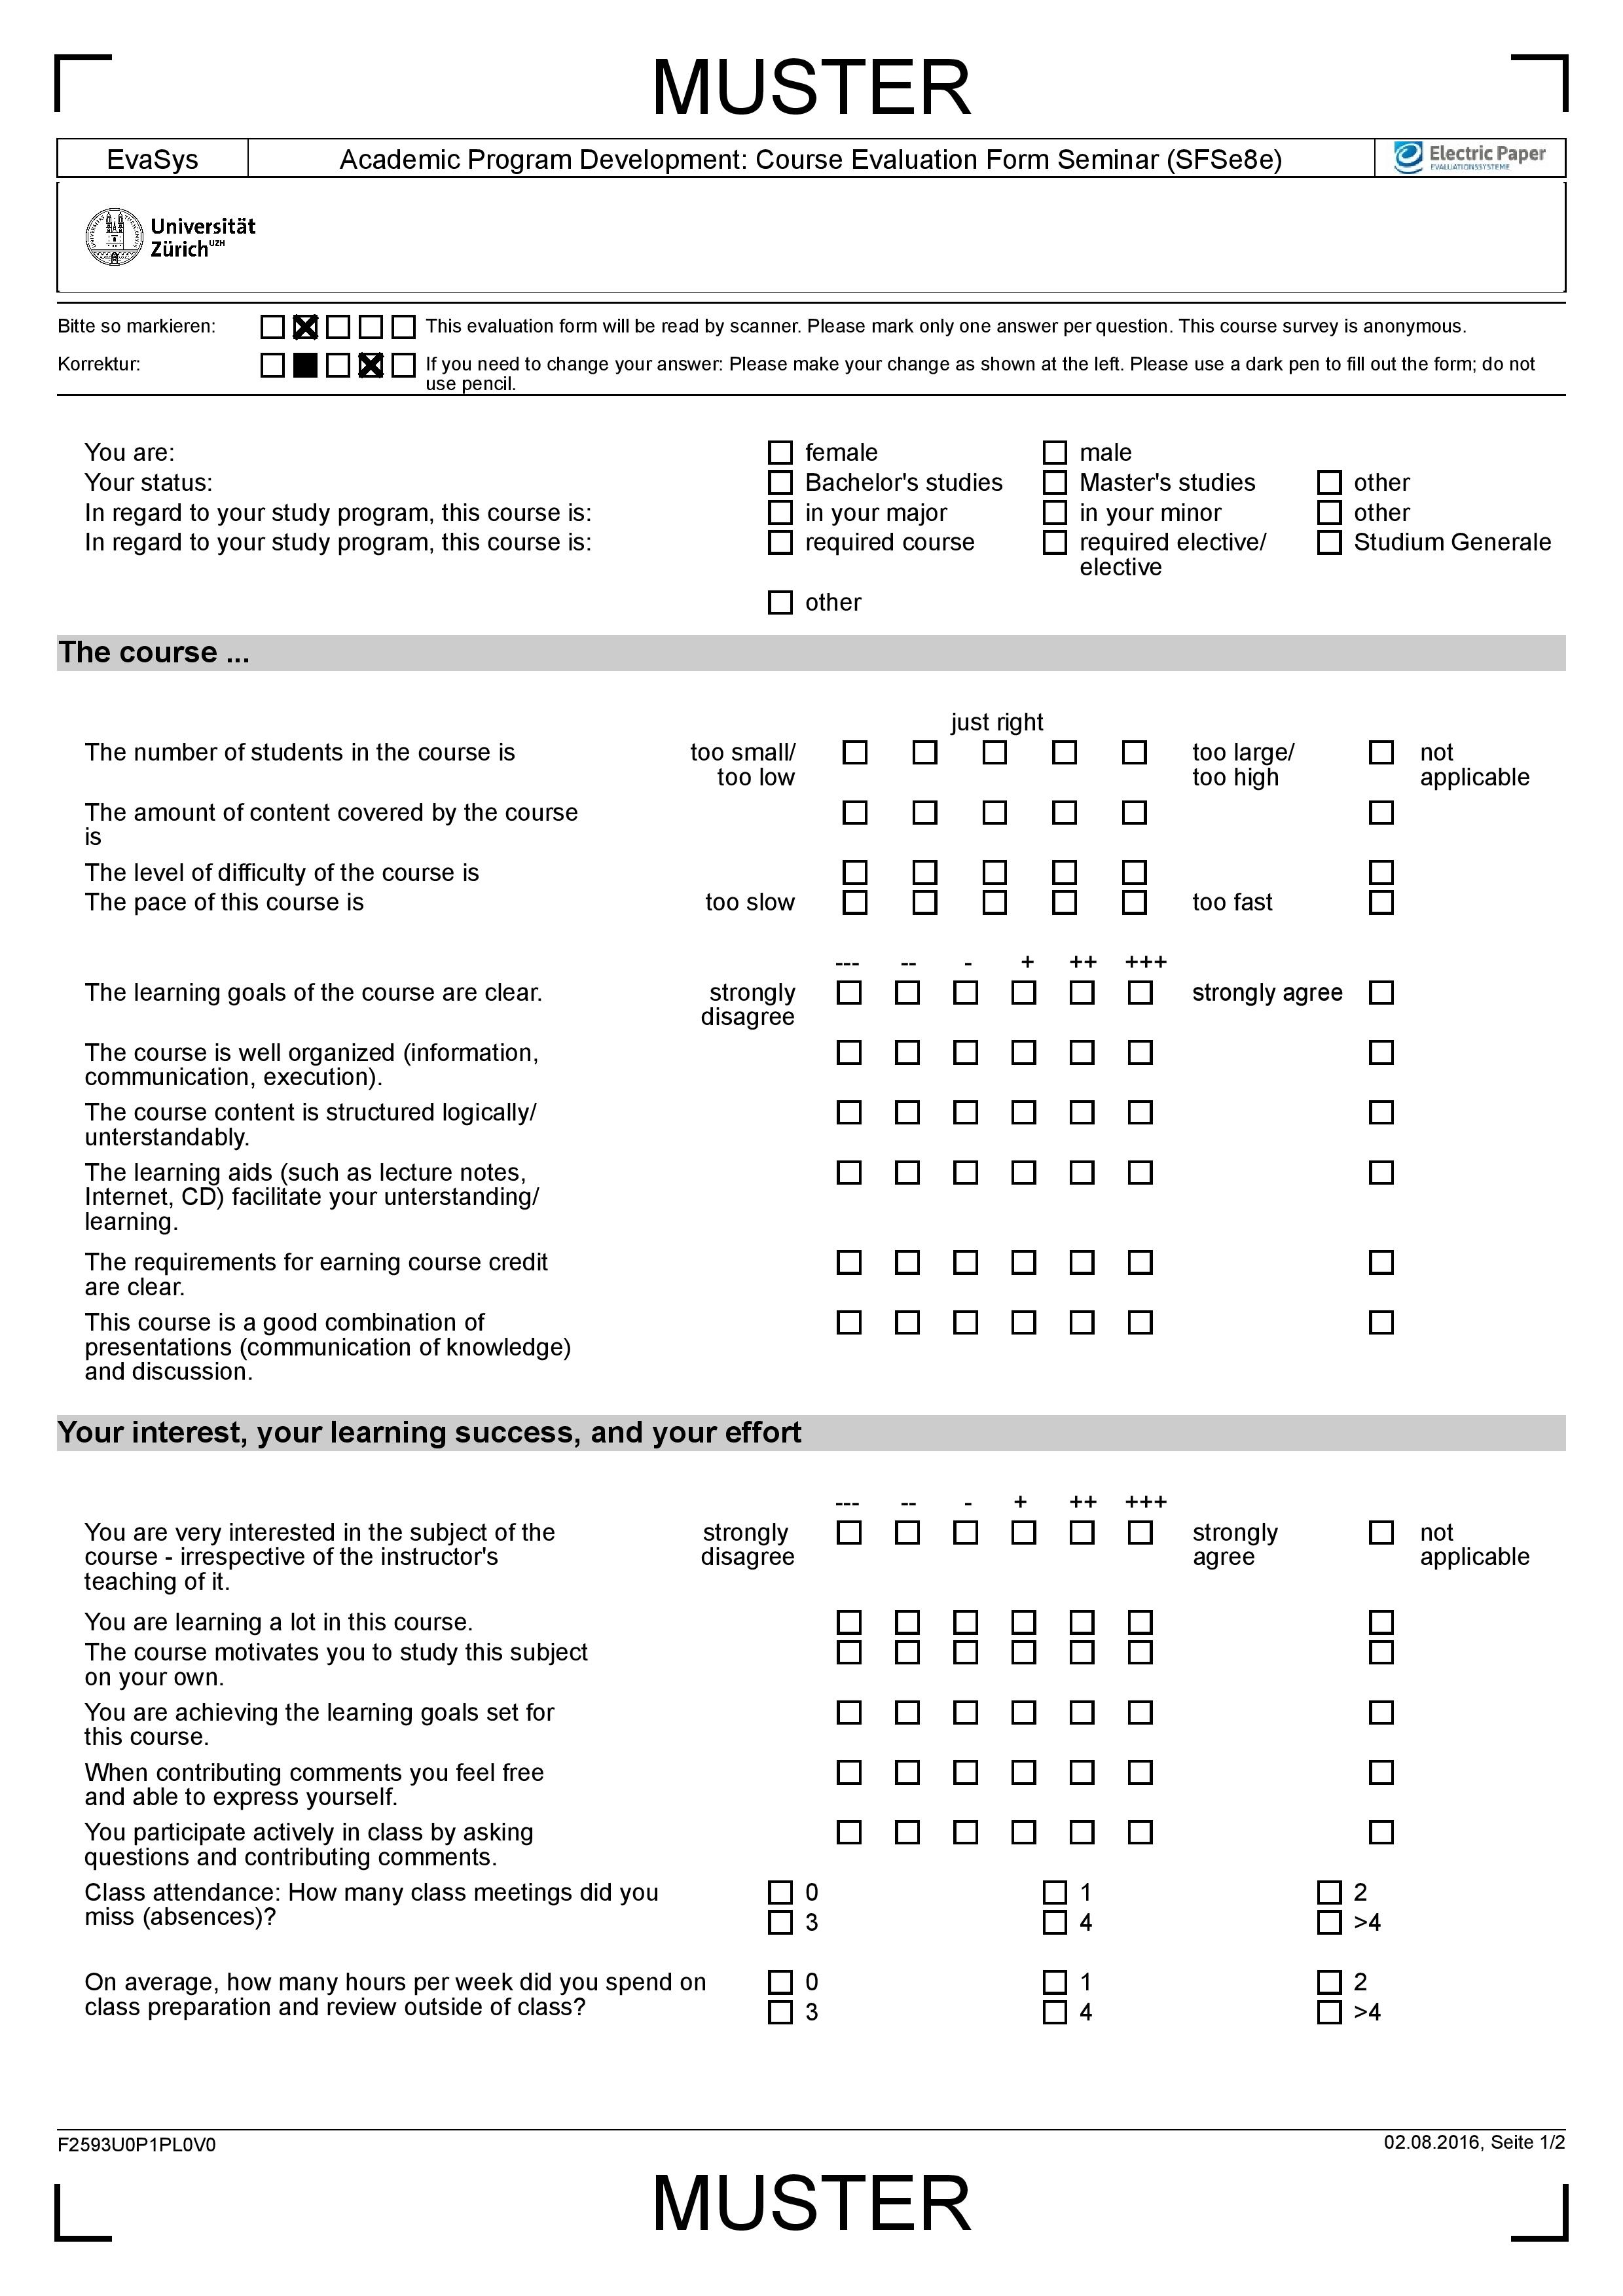 MUSTER
EvaSys
Academic Program Development: Course Evaluation Form Seminar (SFSe8e)
Electric Paper
EVALUATIONSSYSTEME
Universität
Zürich UZH
Bitte so markieren: This evaluation form will be read by scanner. Please mark only one answer per question. This course survey is anonymous.
Korrektur: If you need to change your answer: Please make your change as shown at the left. Please use a dark pen to fill out the form; do not
use pencil.
You are: female male
Your status: Bachelor's studies Master's studies other
In regard to your study program, this course is: in your major in your minor other
In regard to your study program, this course is: required course required elective/ Studium Generale
elective
other
The course ...
just right
The number of students in the course is too small/ too large/ not
too low too high applicable
The amount of content covered by the course
is
The level of difficulty of the course is
The pace of this course is too slow too fast
--- -- - + ++ +++
The learning goals of the course are clear. strongly strongly agree
disagree
The course is well organized (information,
communication, execution).
The course content is structured logically/
unterstandably.
The learning aids (such as lecture notes,
Internet, CD) facilitate your unterstanding/
learning.
The requirements for earning course credit
are clear.
This course is a good combination of
presentations (communication of knowledge)
and discussion.
Your interest, your learning success, and your effort
--- -- - + ++ +++
You are very interested in the subject of the strongly strongly not
course - irrespective of the instructor's disagree agree applicable
teaching of it.
You are learning a lot in this course.
The course motivates you to study this subject
on your own.
You are achieving the learning goals set for
this course.
When contributing comments you feel free
and able to express yourself.
You participate actively in class by asking
questions and contributing comments.
Class attendance: How many class meetings did you 0 1 2
miss (absences)? 3 4 >4
On average, how many hours per week did you spend on 0 1 2
class preparation and review outside of class? 3 4 >4
F2593U0P1PL0V0 02.08.2016, Seite 1/2
MUSTER